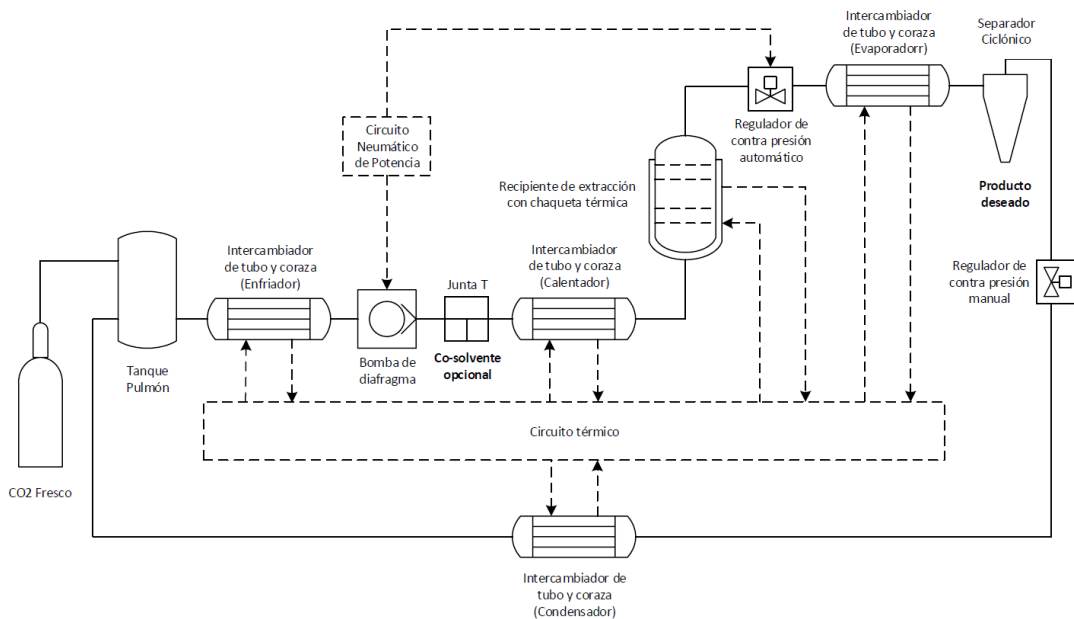 Intercambiador
de tubo y coraza
(Evaporadorr)
Separador
Ciclónico
Circuito
Neumático
de Potencia
Regulador de
contra presión
automático
Recipiente de extracción
con chaqueta térmica
Producto
deseado
Intercambiador
de tubo y coraza
(Enfriador)
Junta T
Intercambiador
de tubo y coraza
(Calentador)
Regulador de
contra presión
manual
Tanque
Pulmón
Bomba de
diafragma
Co-solvente
opcional
Circuito térmico
CO2 Fresco
Intercambiador de
tubo y coraza
(Condensador)